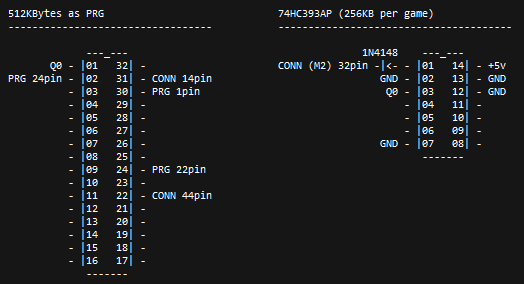 512KBytes as PRG                           74HC393AP (256KB per game)
---------------------------------          ---------------------------------------
            ---_---                                     1N4148    ---_---
      Q0 - |01   32| -                     CONN (M2) 32pin -|<- - |01   14| - +5v
PRG 24pin - |02   31| - CONN 14pin                          GND - |02   13| - GND
         - |03   30| - PRG 1pin                              Q0 - |03   12| - GND
         - |04   29| -                                          - |04   11| -
         - |05   28| -                                          - |05   10| -
         - |06   27| -                                          - |06   09| -
         - |07   26| -                                      GND - |07   08| -
         - |08   25| -                                            -------
         - |09   24| - PRG 22pin
         - |10   23| -
         - |11   22| - CONN 44pin
         - |12   21| -
         - |13   20| -
         - |14   19| -
         - |15   18| -
         - |16   17| -
            -------